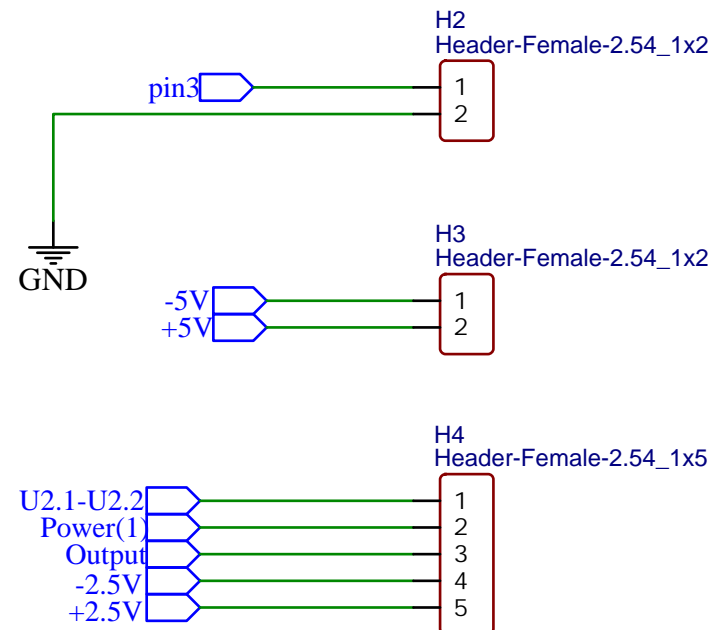 H2
Header-Female-2.54_1x2
pin3
1
2
GND
H3
Header-Female-2.54_1x2
-5V
1
+5V
2
H4
Header-Female-2.54_1x5
U2.1-U2.2
1
Power(1)
2
Output
3
-2.5V
4
+2.5V
5